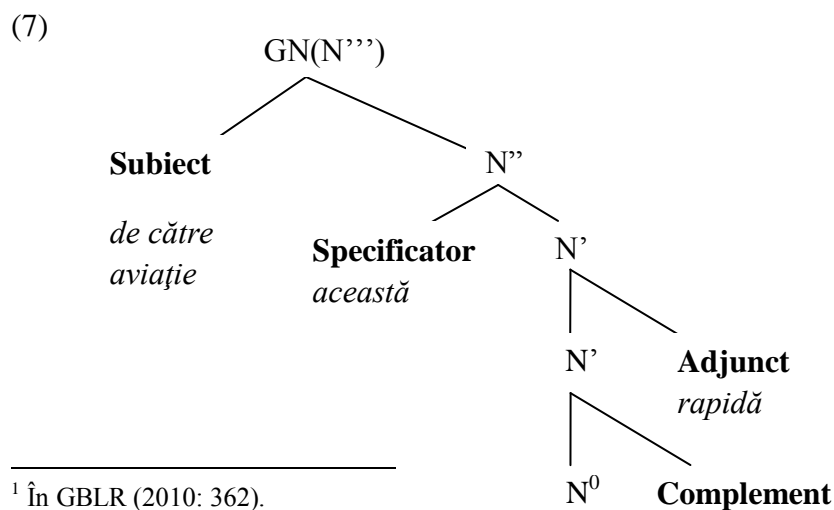 (7)
GN(N’’’)
Subiect N’’
de către
aviaţie
Specificator N’
această
N’ Adjunct
rapidă
¹ În GBLR (2010: 362).
N⁰ Complement